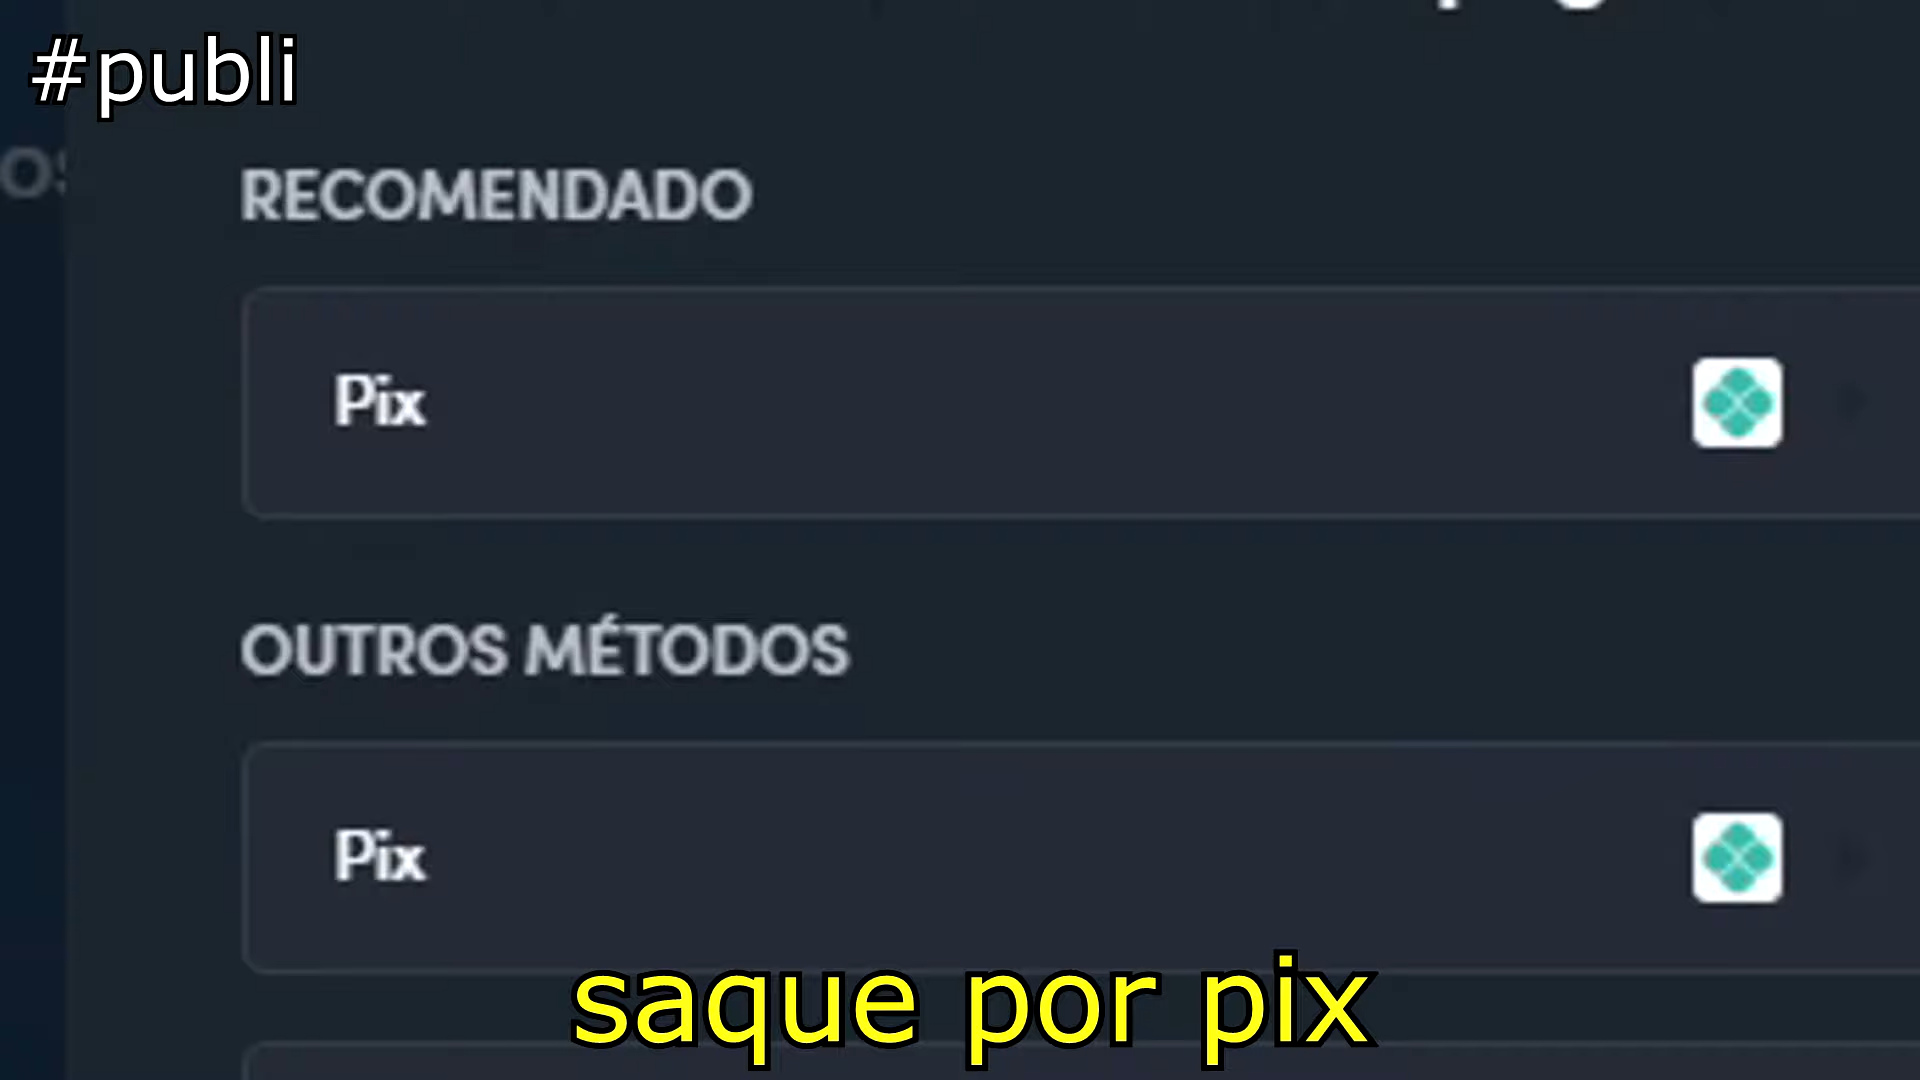 #publi
RECOMENDADO
Pix
OUTROS MÉTODOS
Pix
saque por pix